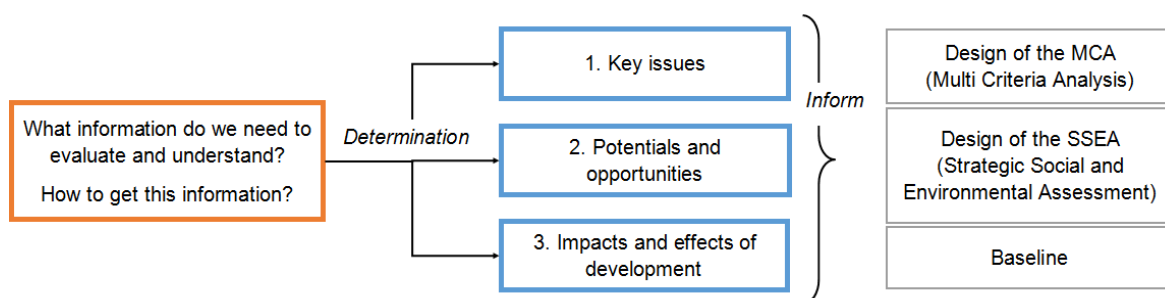 What information do we need to
evaluate and understand?
How to get this information?
Determination
1. Key issues
2. Potentials and
opportunities
3. Impacts and effects of
development
Inform
Design of the MCA
(Multi Criteria Analysis)
Design of the SSEA
(Strategic Social and
Environmental Assessment)
Baseline